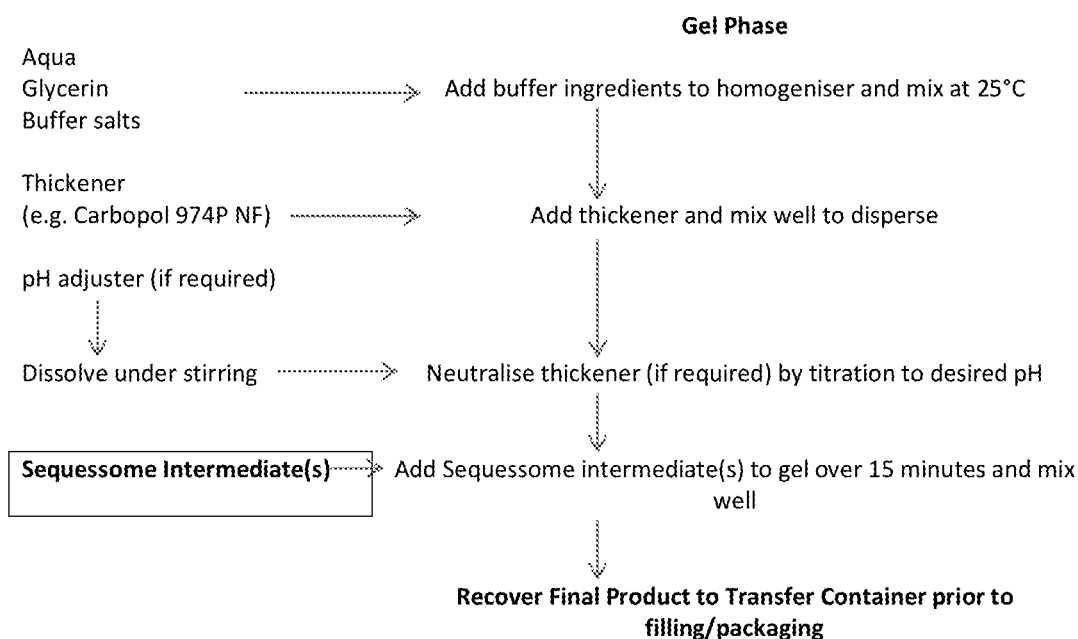 Gel Phase
Aqua
Glycerin
Buffer salts
Add buffer ingredients to homogeniser and mix at 25°C
Thickener
(e.g. Carbopol 974P NF)
Add thickener and mix well to disperse
pH adjuster (if required)
Dissolve under stirring
Neutralise thickener (if required) by titration to desired pH
Sequessome Intermediate(s)
Add Sequessome intermediate(s) to gel over 15 minutes and mix
well
Recover Final Product to Transfer Container prior to
filling/packaging